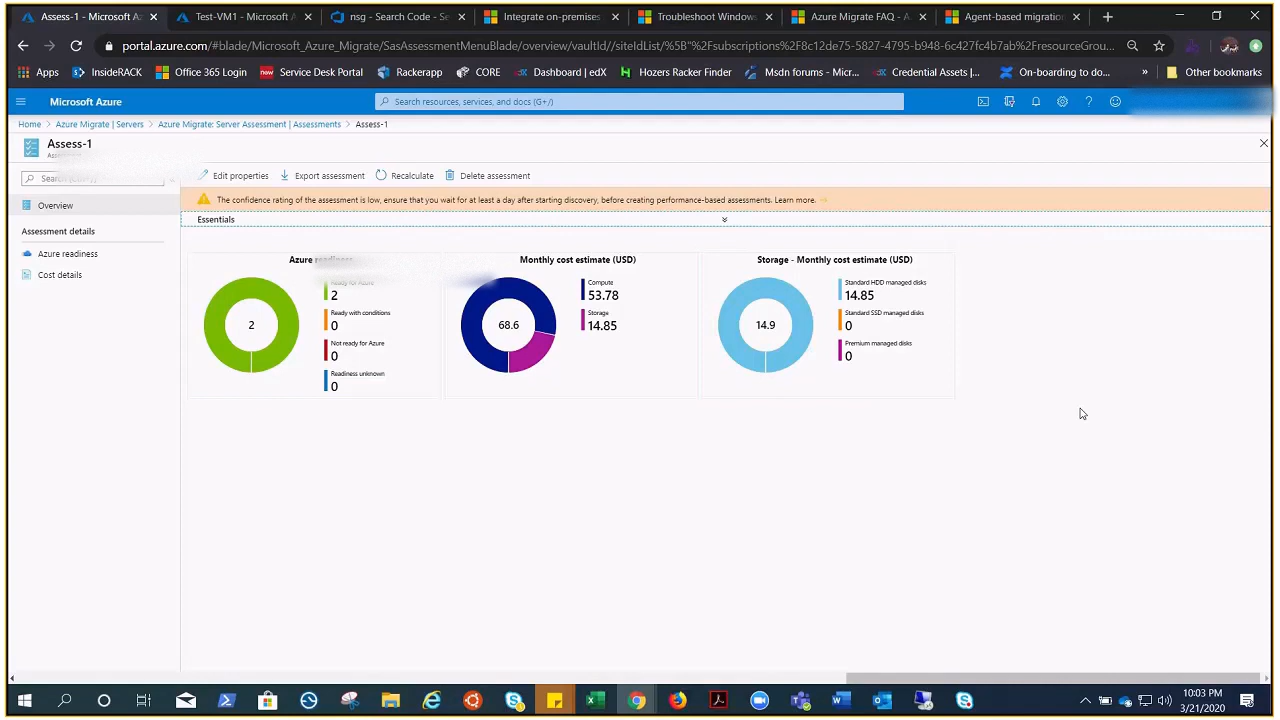 Assess-1 - Microsoft Az
Test-VM1 - Microsoft A
nsg - Search Code -
Integrate on-premises
Troubleshoot Windows
Azure Migrate FAQ - A
Agent-based migration
portal.azure.com/#blade/Microsoft_Azure_Migrate/SasAssessmentMenuBlade/overview/vaultId//siteIdList/%5B"%2Fsubscriptions%2F8c12de75-5827-4795-b948-6c427fc4b7ab%2FresourceGrou...
Apps
InsideRACK
Office 365 Login
new
Service Desk Portal
Rackerapp
CORE
Dashboard | edX
Hozers Racker Finder
Msdn forums - Micr...
Credential Assets |...
On-boarding to do...
»
Other bookmarks
Microsoft Azure
Search resources, services, and docs (G+/)
Home > Azure Migrate | Servers > Azure Migrate: Server Assessment | Assessments > Assess-1
Assess-1
Edit properties
Export assessment
Recalculate
Delete assessment
The confidence rating of the assessment is low, ensure that you wait for at least a day after starting discovery, before creating performance-based assessments. Learn more.
Essentials
Overview
Assessment details
Azure readiness
Cost details
Azure readiness
2
Ready for Azure
2
Ready with conditions
0
Not ready for Azure
0
Readiness unknown
0
Monthly cost estimate (USD)
68.6
Compute
53.78
Storage
14.85
Storage - Monthly cost estimate (USD)
14.9
Standard HDD managed disks
14.85
Standard SSD managed disks
0
Premium managed disks
0
10:03 PM
3/21/2020